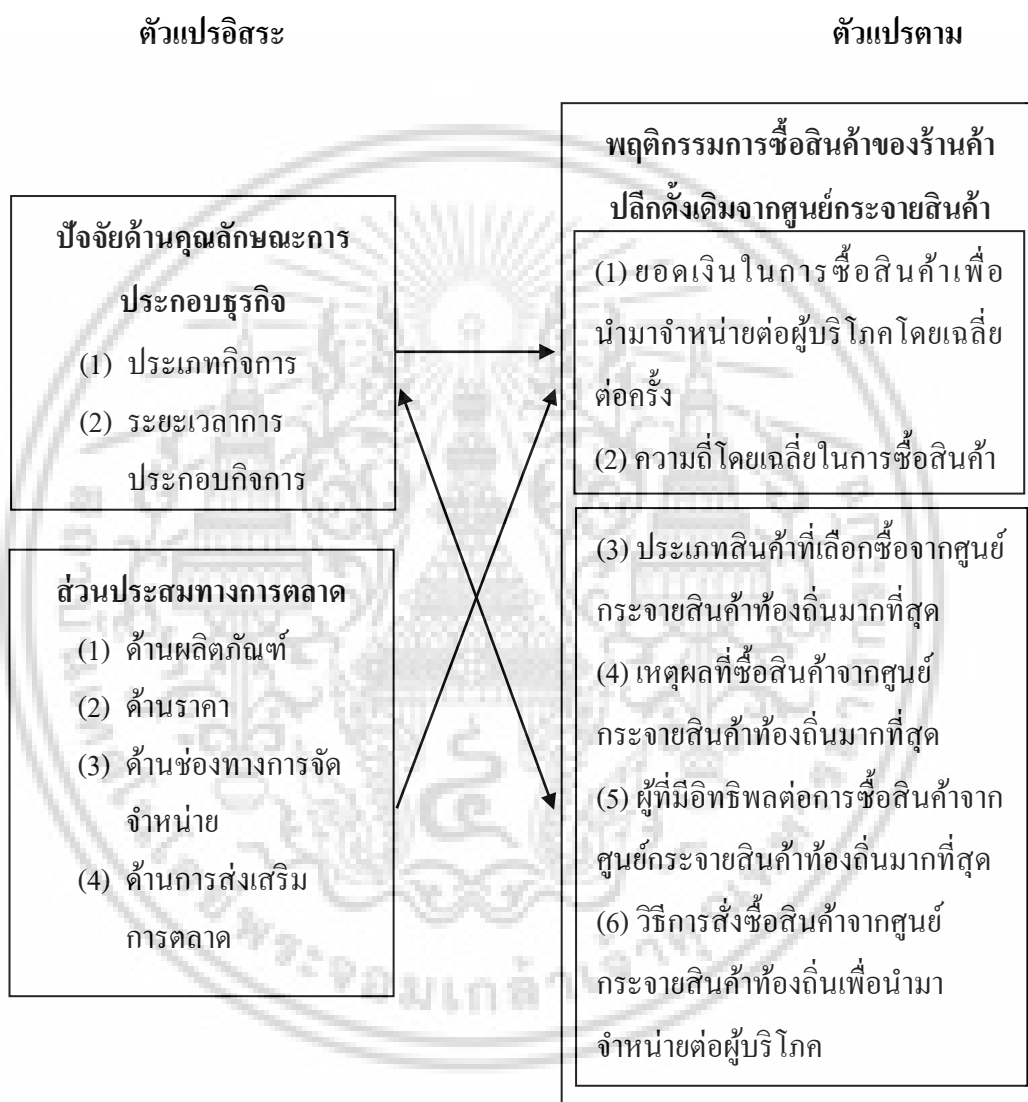 ตัวแปรอิสระ
ตัวแปรตาม
ปัจจัยด้านคุณลักษณะการ
ประกอบธุรกิจ
(1) ประเภทกิจการ
(2) ระยะเวลาการ
ประกอบกิจการ
ส่วนประสมทางการตลาด
(1) ด้านผลิตภัณฑ์
(2) ด้านราคา
(3) ด้านช่องทางการจัด
จำหน่าย
(4) ด้านการส่งเสริม
การตลาด
พฤติกรรมการซื้อสินค้าของร้านค้า
ปลีกดั้งเดิมจากศูนย์กระจายสินค้า
(1) ยอดเงินในการซื้อสินค้าเพื่อ
นำมาจำหน่ายต่อผู้บริโภคโดยเฉลี่ย
ต่อครั้ง
(2) ความถี่โดยเฉลี่ยในการซื้อสินค้า
(3) ประเภทสินค้าที่เลือกซื้อจากศูนย์
กระจายสินค้าท้องถิ่นมากที่สุด
(4) เหตุผลที่ซื้อสินค้าจากศูนย์
กระจายสินค้าท้องถิ่นมากที่สุด
(5) ผู้ที่มีอิทธิพลต่อการซื้อสินค้าจาก
ศูนย์กระจายสินค้าท้องถิ่นมากที่สุด
(6) วิธีการสั่งซื้อสินค้าจากศูนย์
กระจายสินค้าท้องถิ่นเพื่อนำมา
จำหน่ายต่อผู้บริโภค